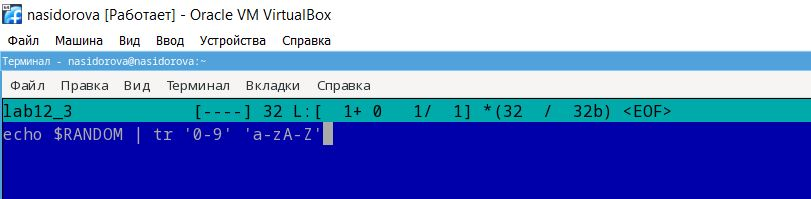 nasidorova [Работает] - Oracle VM VirtualBox
Файл Машина Вид Ввод Устройства Справка
Терминал - nasidorova@nasidorova:~
Файл Правка Вид Терминал Вкладки Справка
lab12_3 [----] 32 L:[ 1+ 0 1/ 1] *(32 / 32b) <EOF>
echo $RANDOM | tr '0-9' 'a-zA-Z'